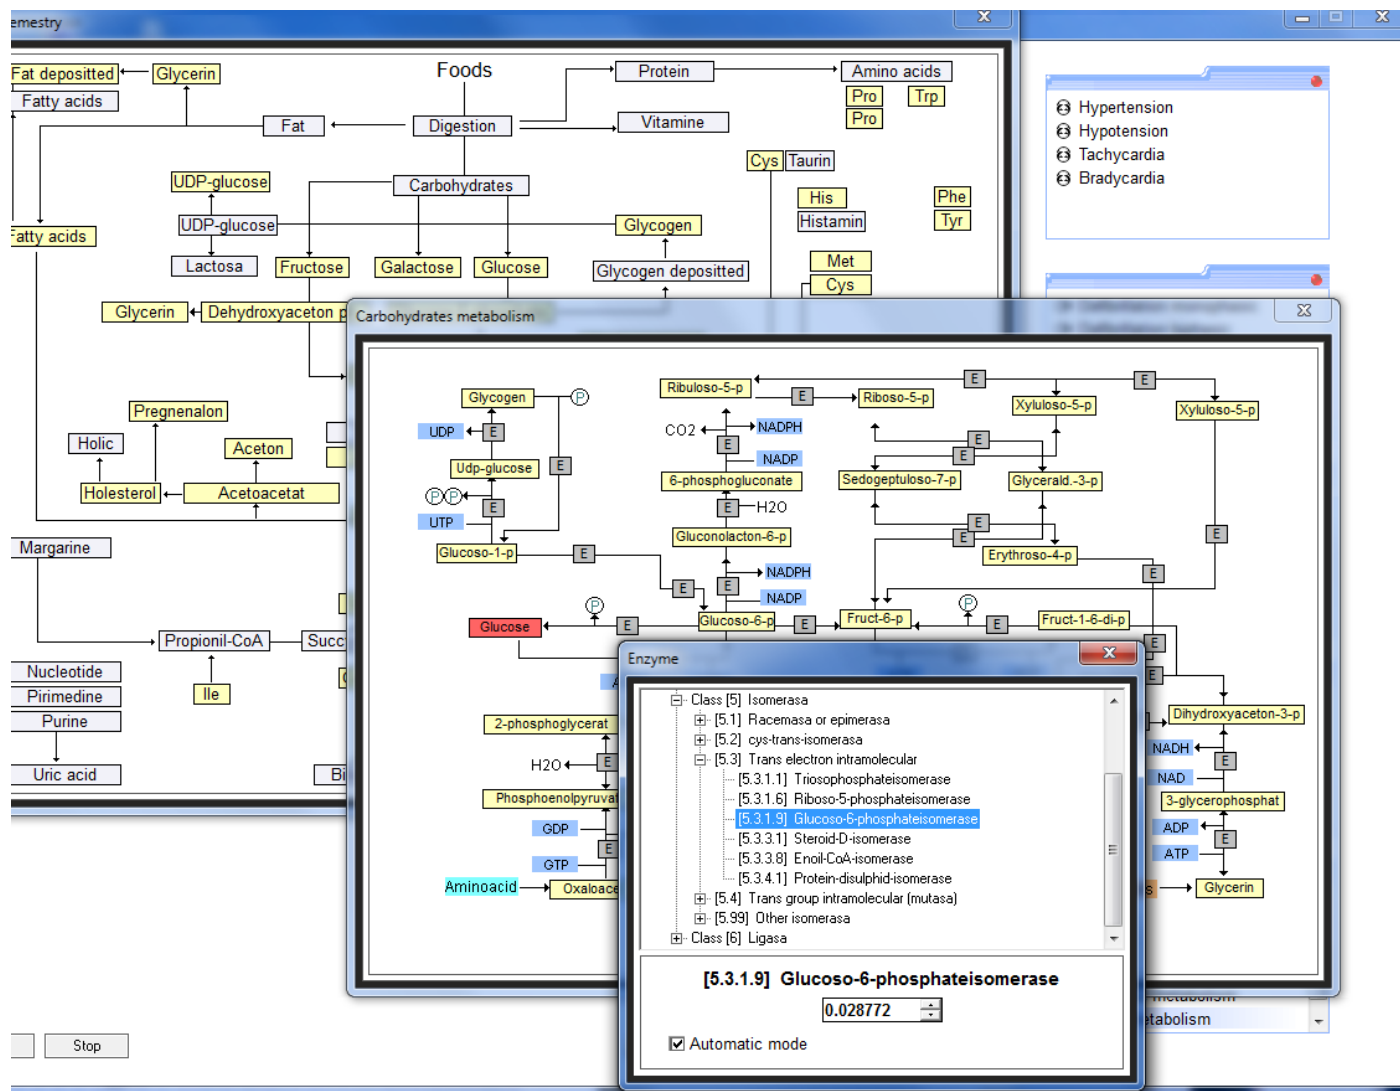 Foods
Fat depositted
Glycerin
Protein
Amino acids
Fatty acids
Pro
Trp
Fat
Digestion
Vitamine
Pro
Cys
Taurin
UDP-glucose
Carbohydrates
His
Phe
UDP-glucose
Glycogen
Histamin
Tyr
Fatty acids
Lactosa
Fructose
Galactose
Glucose
Glycogen depositted
Met
Cys
Glycerin
Dehydroxyaceton
Pregnenalon
Holic
Aceton
Holesterol
Acetoacetat
Margarine
Propionil-CoA
Nucleotide
Pirimedine
Ile
Purine
Uric acid
Stop
Hypertension
Hypotension
Tachycardia
Bradycardia
Carbohydrates metabolism
Ribuloso-5-p
E
E
Glycogen
P
E
Riboso-5-p
Xyluloso-5-p
Xyluloso-5-p
UDP
E
CO2
NADPH
E
E
Udp-glucose
E
NADP
E
6-phosphogluconate
Sedogeptuloso-7-p
Glycerald.-3-p
P
P
E
E
H2O
UTP
E
E
Gluconolacton-6-p
E
Glucoso-1-p
E
Erythroso-4-p
NADPH
E
E
E
NADP
P
P
Glucose
E
Glucoso-6-p
E
Fruct-6-p
E
Fruct-1-6-di-p
E
E
2-phosphoglycerat
Dihydroxyaceton-3-p
H2O
E
NADH
E
NAD
Phosphoenolpyruvat
3-glycerophosphat
GDP
ADP
E
E
GTP
ATP
Aminoacid
Glycerin
Enzyme
Class [5] Isomerasa
[5.1] Racemasa or epimerasa
[5.2] cys-trans-isomerasa
[5.3] Trans electron intramolecular
[5.3.1.1] Triosophosphateisomerase
[5.3.1.6] Riboso-5-phosphateisomerase
[5.3.1.9] Glucoso-6-phosphateisomerase
[5.3.3.1] Steroid-D-isomerase
[5.3.3.8] Enoil-CoA-isomerase
[5.3.4.1] Protein-disulphid-isomerase
[5.4] Trans group intramolecular (mutasa)
[5.99] Other isomerasa
Class [6] Ligasa
[5.3.1.9] Glucoso-6-phosphateisomerase
0.028772
Automatic mode